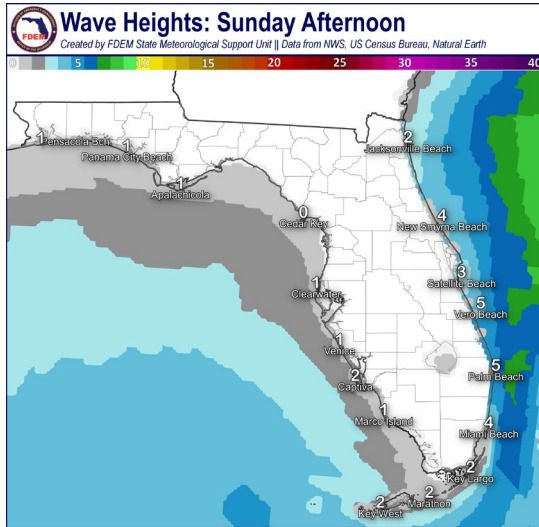 Wave Heights: Sunday Afternoon
Created by FDEM State Meteorological Support Unit || Data from NWS, US Census Bureau, Natural Earth
FDEM
0 5 10 15 20 25 30 35 40
1
Pensacola Bch
1
Panama City Beach
1
Apalachicola
2
Jacksonville Beach
0
Cedar Key
4
New Smyrna Beach
3
Satellite Beach
1
Clearwater
5
Vero Beach
1
Venice
2
Captiva
5
Palm Beach
1
Marco Island
4
Miami Beach
2
Key Largo
2
Marathon
2
Key West